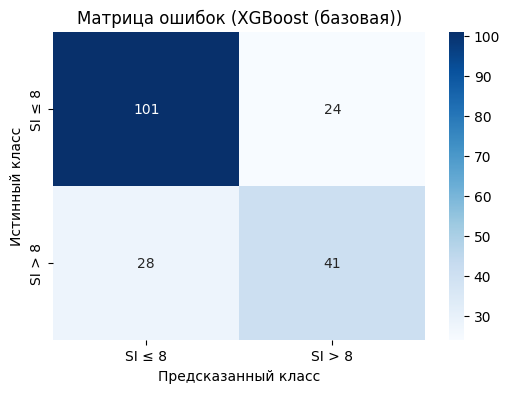 Матрица ошибок (XGBoost (базовая))
Истинный класс
SI ≤ 8
101
24
SI > 8
28
41
SI ≤ 8
SI > 8
Предсказанный класс
100
90
80
70
60
50
40
30